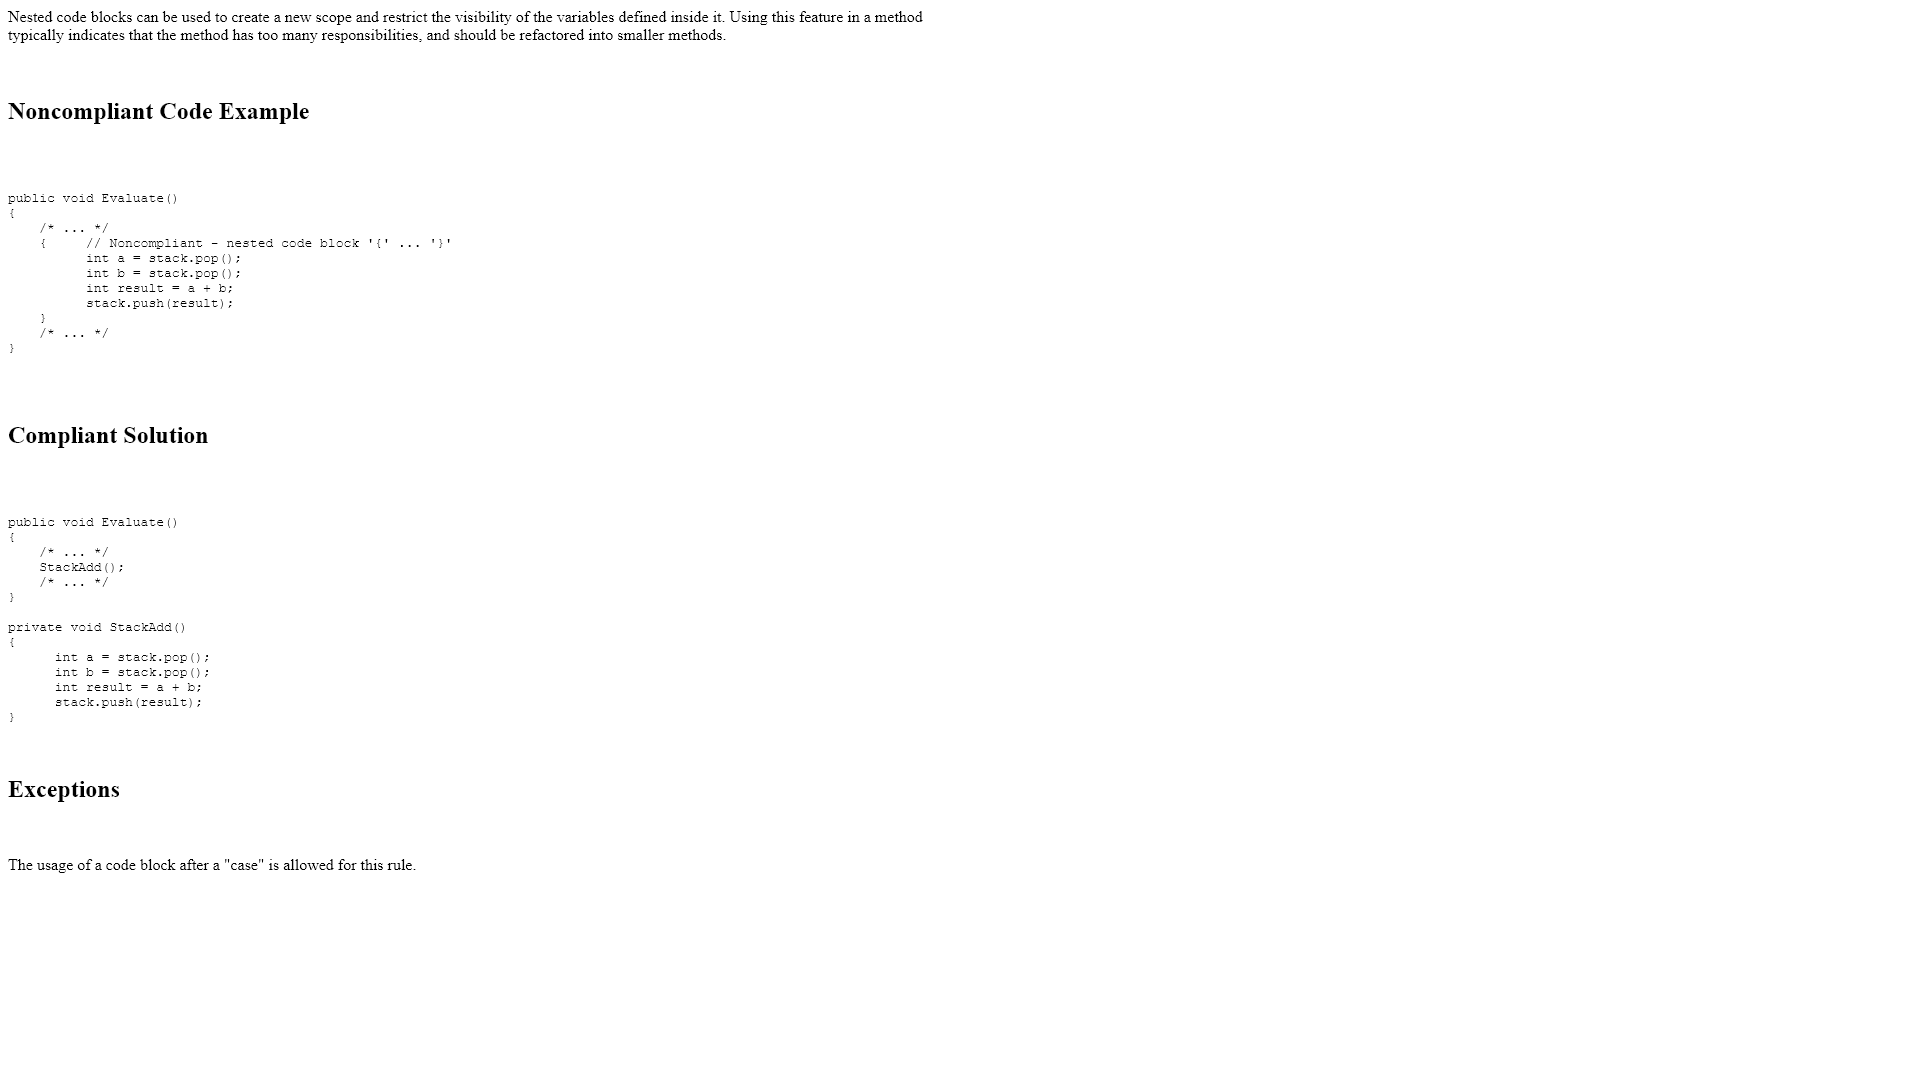 Nested code blocks can be used to create a new scope and restrict the visibility of the variables defined inside it. Using this feature in a method
typically indicates that the method has too many responsibilities, and should be refactored into smaller methods.
Noncompliant Code Example
public void Evaluate()
{
    /* ... */
    {     // Noncompliant - nested code block '{' ... '}'
          int a = stack.pop();
          int b = stack.pop();
          int result = a + b;
          stack.push(result);
    }
    /* ... */
}
Compliant Solution
public void Evaluate()
{
    /* ... */
    StackAdd();
    /* ... */
}
private void StackAdd()
{
      int a = stack.pop();
      int b = stack.pop();
      int result = a + b;
      stack.push(result);
}
Exceptions
The usage of a code block after a "case" is allowed for this rule.